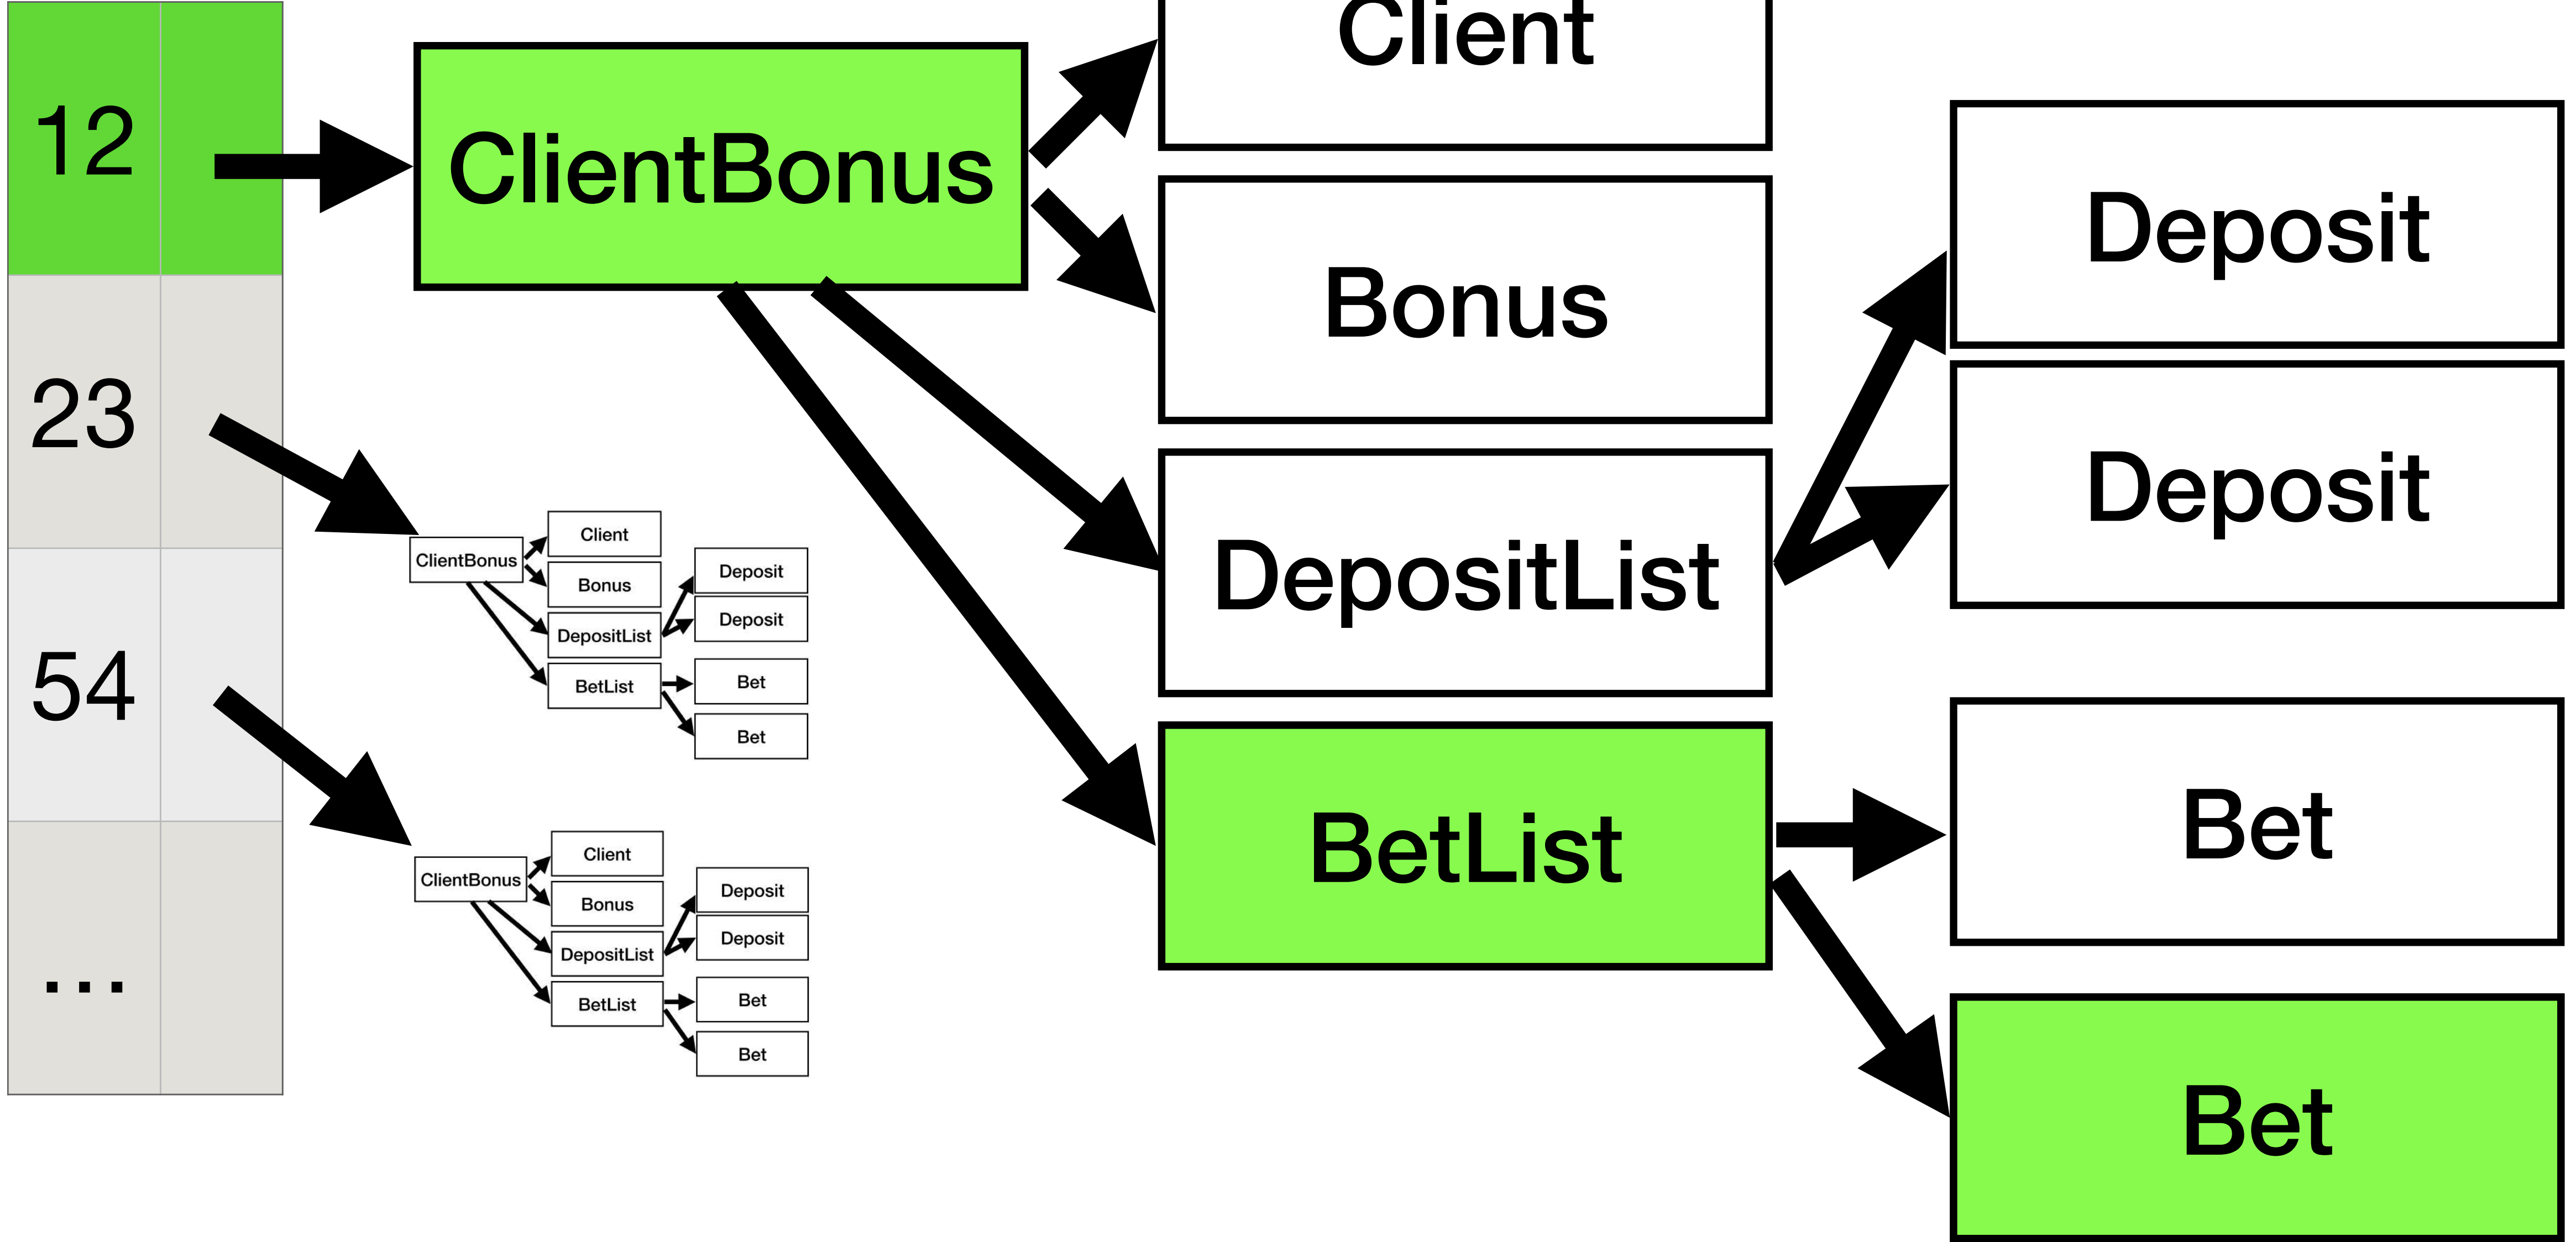 12
23
54
...
ClientBonus
Client
Bonus
DepositList
BetList
Deposit
Deposit
Bet
Bet
ClientBonus
Client
Bonus
DepositList
BetList
Deposit
Deposit
Bet
Bet
ClientBonus
Client
Bonus
DepositList
BetList
Deposit
Deposit
Bet
Bet